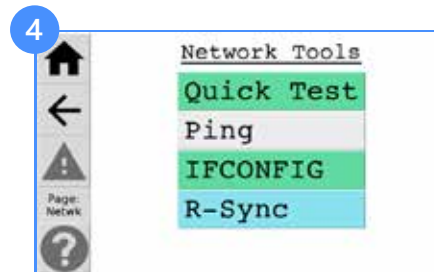 4
Network Tools
Quick Test
Ping
IFCONFIG
R-Sync
Page:
Netwk
?